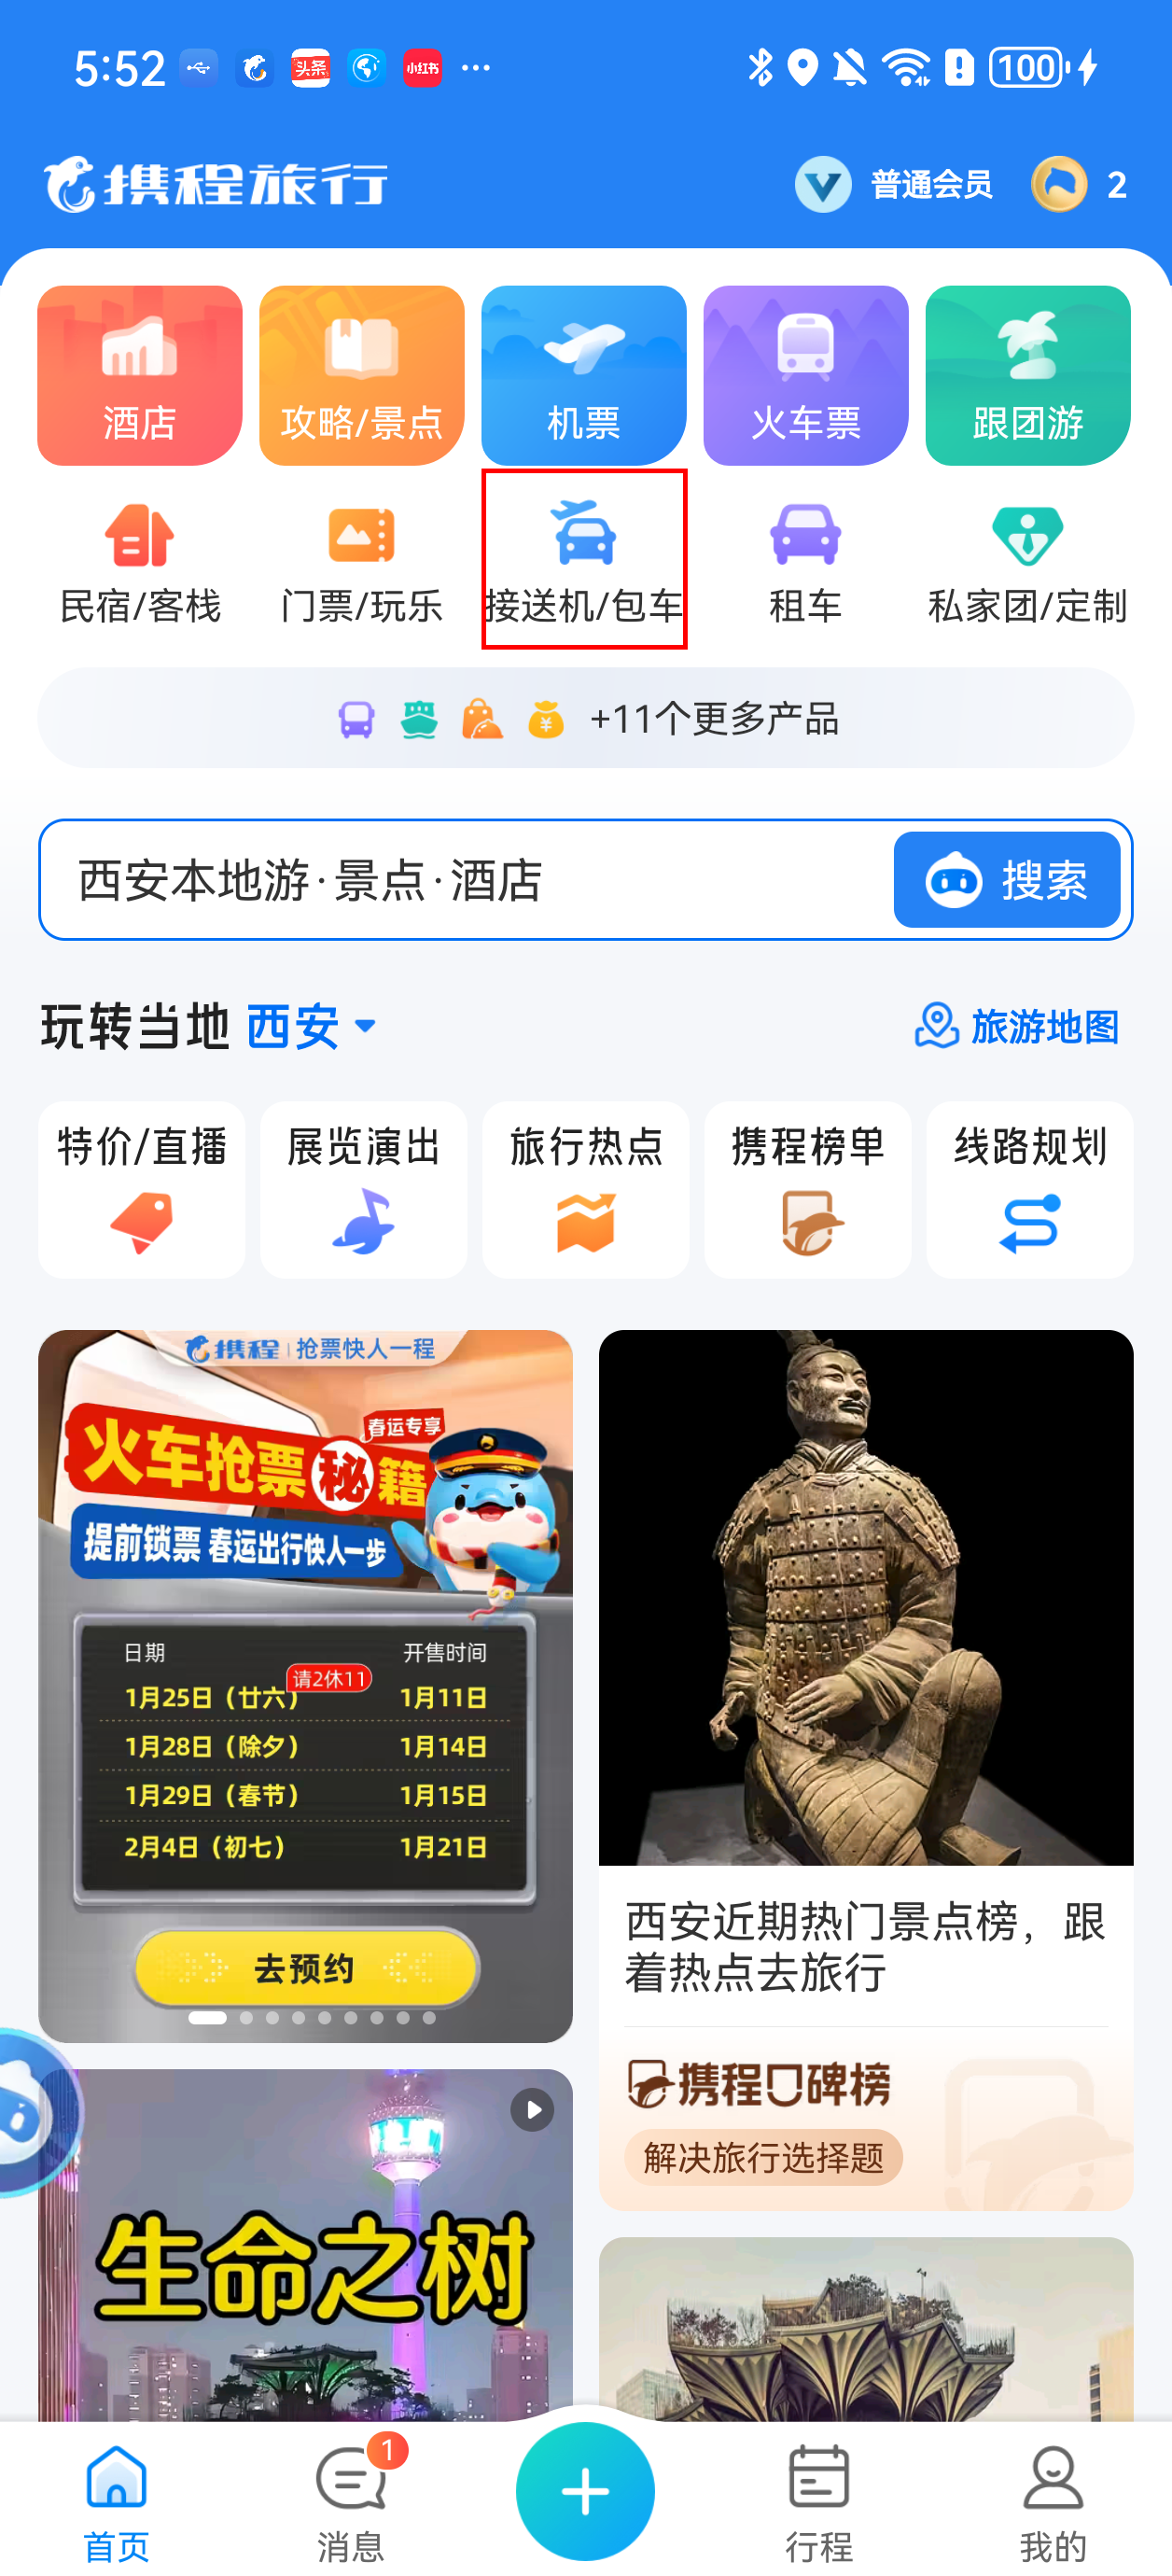 5:52
头条
小红书
100
携程旅行
普通会员
2
酒店
攻略/景点
机票
火车票
跟团游
民宿/客栈
门票/玩乐
接送机/包车
租车
私家团/定制
+11个更多产品
西安本地游·景点·酒店
搜索
玩转当地 西安
旅游地图
特价/直播
展览演出
旅行热点
携程榜单
线路规划
携程 | 抢票快人一程
春运专享
火车抢票秘籍
提前锁票 春运出行快人一步
日期 开售时间
请2休11
1月25日（廿六） 1月11日
1月28日（除夕） 1月14日
1月29日（春节） 1月15日
2月4日（初七） 1月21日
去预约
西安近期热门景点榜，跟
着热点去旅行
携程口碑榜
解决旅行选择题
生命之树
首页
1
消息
行程
我的